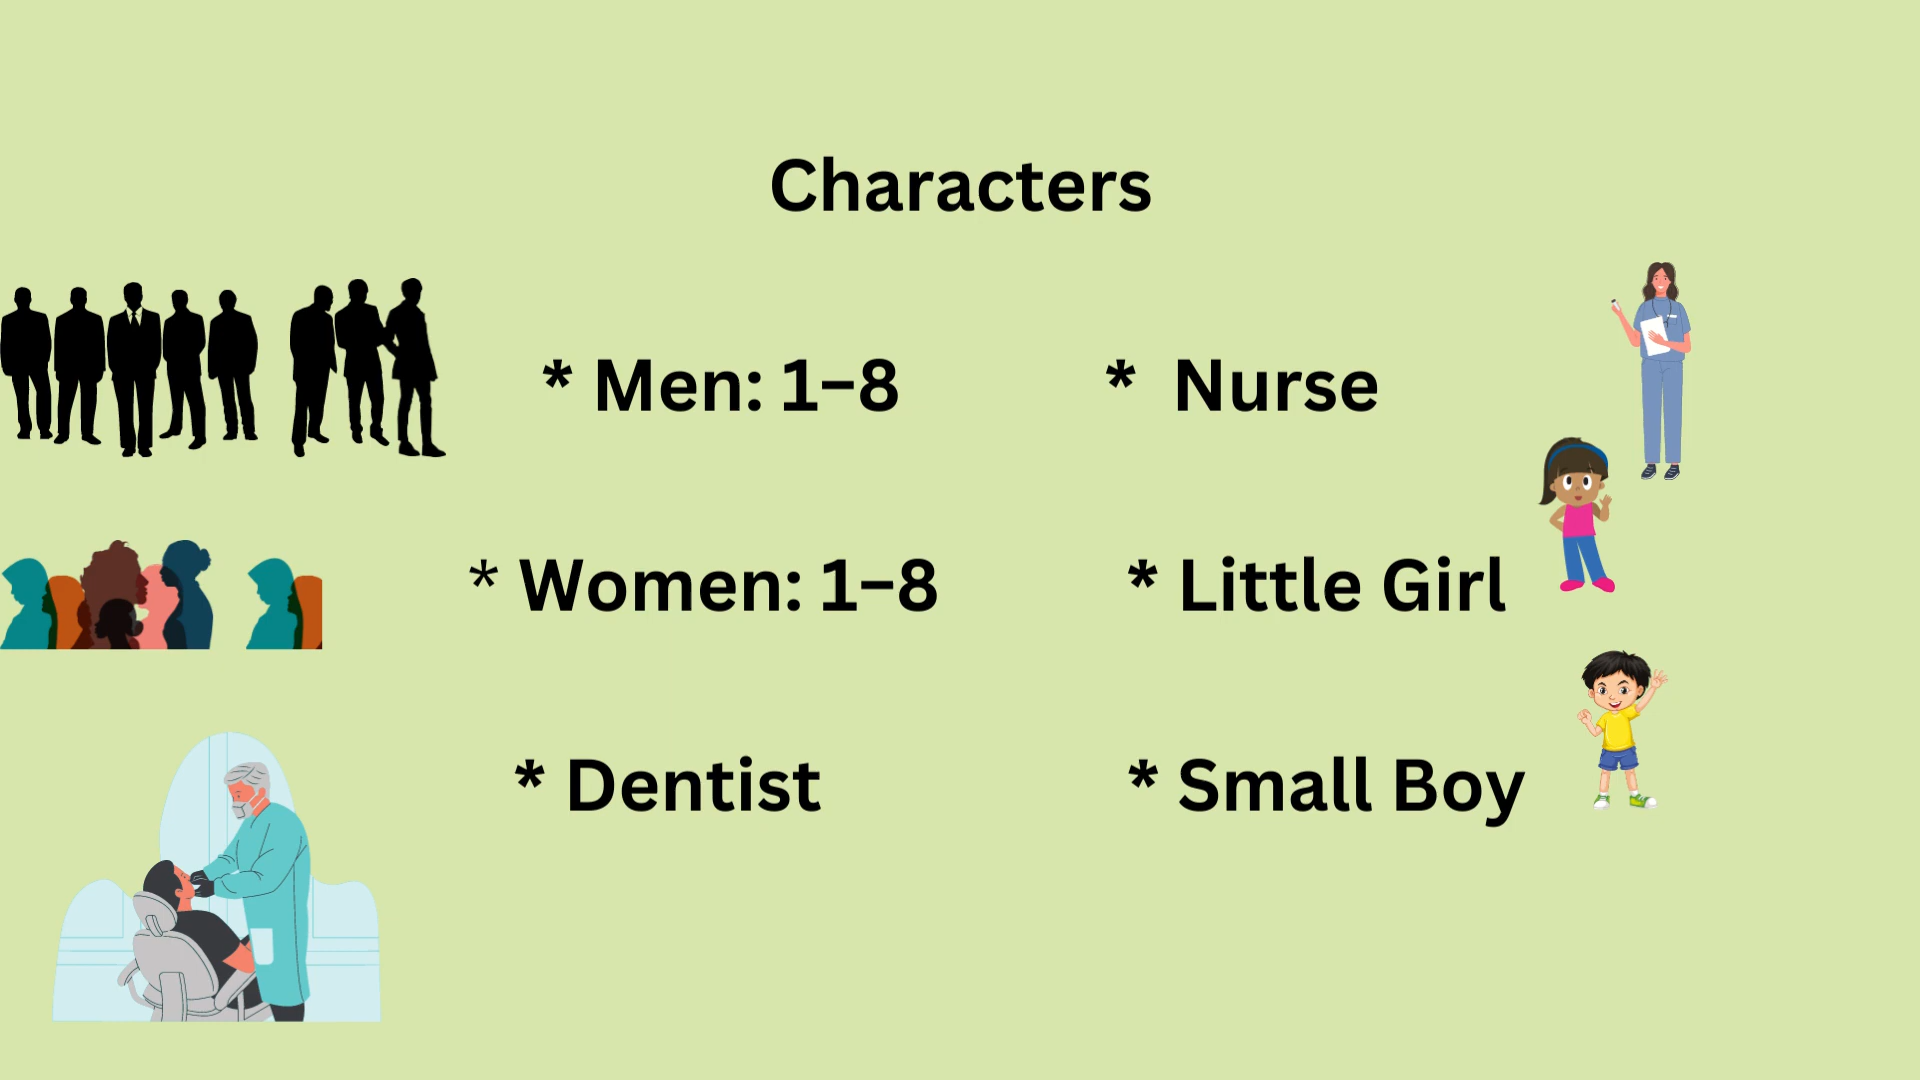 Characters
* Men: 1–8
* Nurse
* Women: 1–8
* Little Girl
* Dentist
* Small Boy